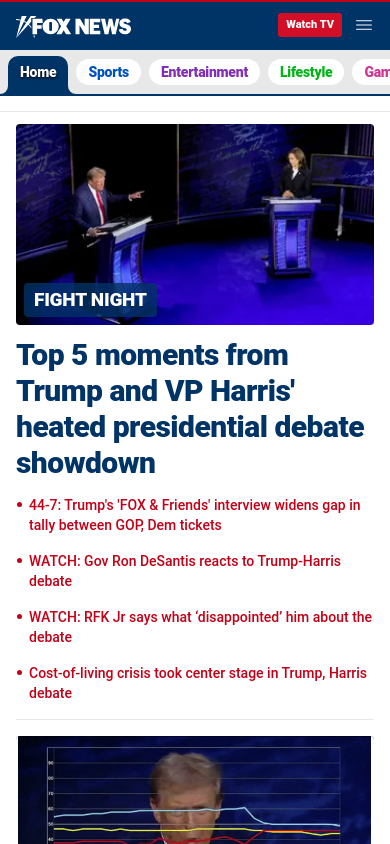 FOX NEWS
Watch TV
Home
Sports
Entertainment
Lifestyle
Gam
FIGHT NIGHT
Top 5 moments from
Trump and VP Harris'
heated presidential debate
showdown
44-7: Trump's 'FOX & Friends' interview widens gap in
tally between GOP, Dem tickets
WATCH: Gov Ron DeSantis reacts to Trump-Harris
debate
WATCH: RFK Jr says what ‘disappointed’ him about the
debate
Cost-of-living crisis took center stage in Trump, Harris
debate
90
80
70
60
50
40